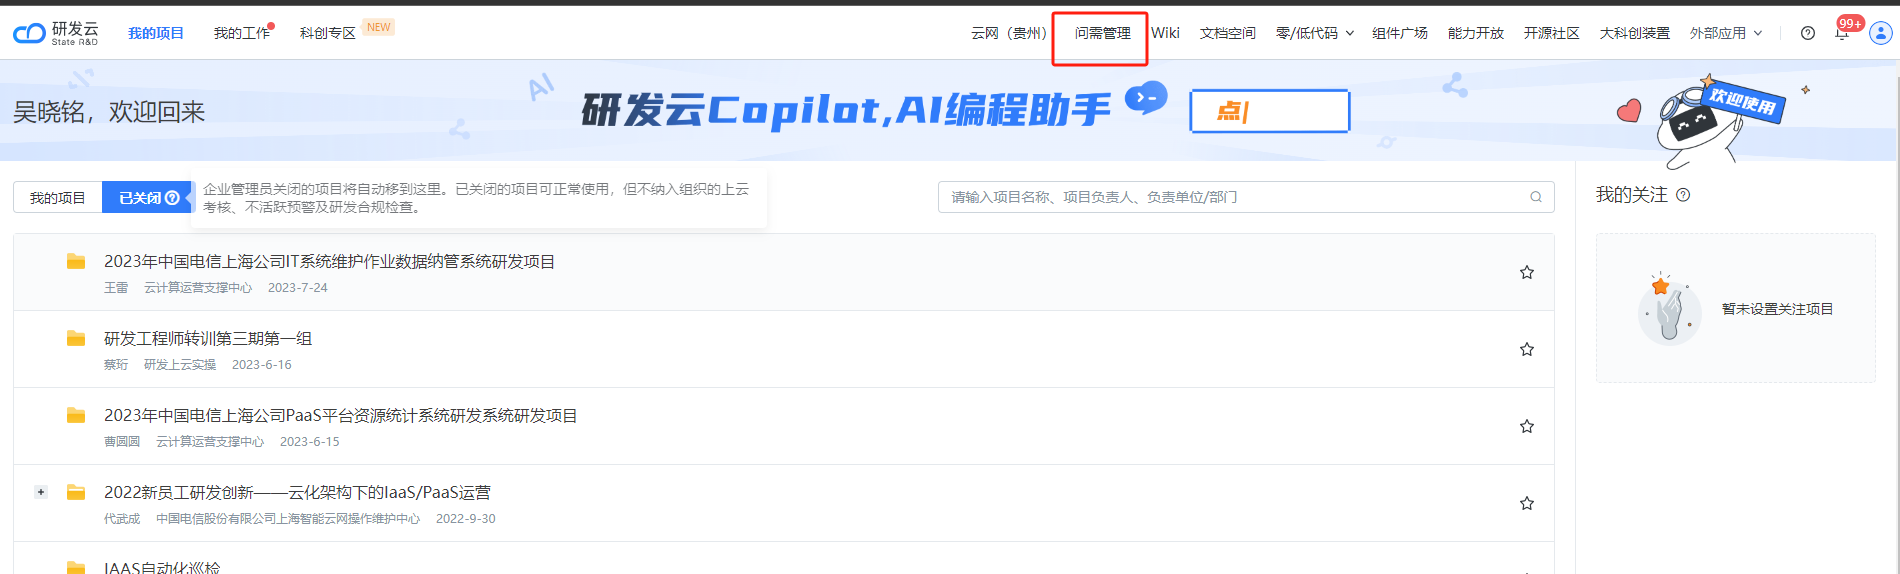 研发云
State R&D
我的项目 我的工作 科创专区 NEW 云网（贵州） 问需管理 Wiki 文档空间 零/低代码 组件广场 能力开放 开源社区 大科创装置 外部应用 99+
吴晓铭，欢迎回来
AI
研发云Copilot,AI编程助手
点
欢迎使用
我的项目 已关闭
企业管理员关闭的项目将自动移到这里。已关闭的项目可正常使用，但不纳入组织的上云
考核、不活跃预警及研发合规检查。
请输入项目名称、项目负责人、负责单位/部门
我的关注
2023年中国电信上海公司IT系统维护作业数据纳管系统研发项目
王雷 云计算运营支撑中心 2023-7-24
研发工程师转训第三期第一组
蔡珩 研发上云实操 2023-6-16
2023年中国电信上海公司PaaS平台资源统计系统研发系统研发项目
曹圆圆 云计算运营支撑中心 2023-6-15
2022新员工研发创新——云化架构下的IaaS/PaaS运营
代武成 中国电信股份有限公司上海智能云网操作维护中心 2022-9-30
IAAS自动化巡检
暂未设置关注项目